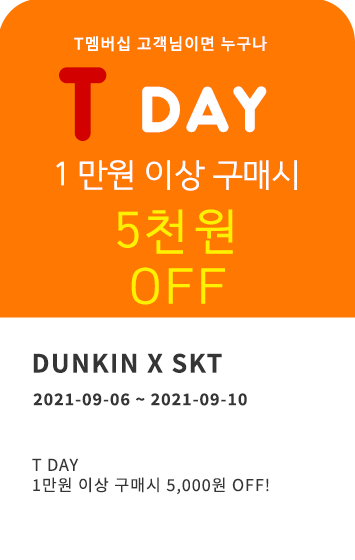 T멤버십 고객님이면 누구나
T DAY
1 만원 이상 구매시
5천원
OFF
DUNKIN X SKT
2021-09-06 ~ 2021-09-10
T DAY
1만원 이상 구매시 5,000원 OFF!